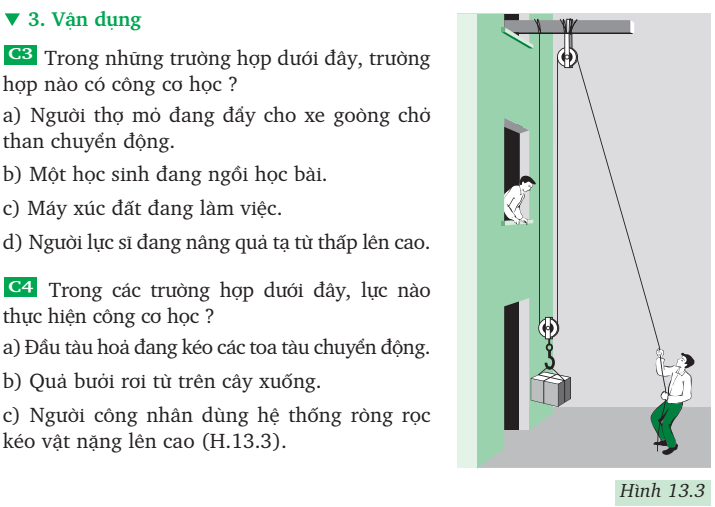 ▼ 3. Vận dụng
C3 Trong những trường hợp dưới đây, trường
hợp nào có công cơ học ?
a) Người thợ mỏ đang đẩy cho xe goòng chở
than chuyển động.
b) Một học sinh đang ngồi học bài.
c) Máy xúc đất đang làm việc.
d) Người lực sĩ đang nâng quả tạ từ thấp lên cao.
C4 Trong các trường hợp dưới đây, lực nào
thực hiện công cơ học ?
a) Đầu tàu hoả đang kéo các toa tàu chuyển động.
b) Quả bưởi rơi từ trên cây xuống.
c) Người công nhân dùng hệ thống ròng rọc
kéo vật nặng lên cao (H.13.3).
Hình 13.3